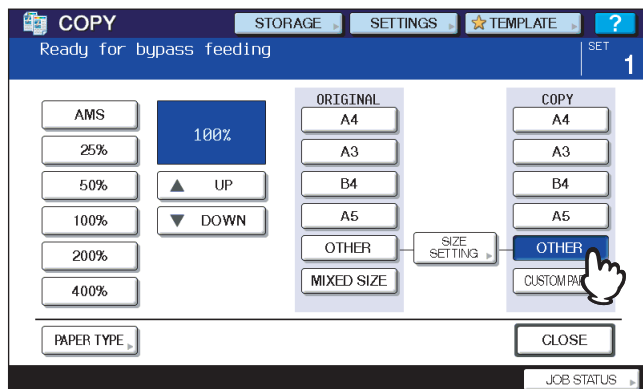 COPY
STORAGE
SETTINGS
TEMPLATE
?
Ready for bypass feeding
SET
1
ORIGINAL
COPY
AMS
25%
50%
100%
200%
400%
100%
UP
DOWN
A4
A3
B4
A5
OTHER
MIXED SIZE
SIZE
SETTING
A4
A3
B4
A5
OTHER
CUSTOM
PAPER TYPE
CLOSE
JOB STATUS